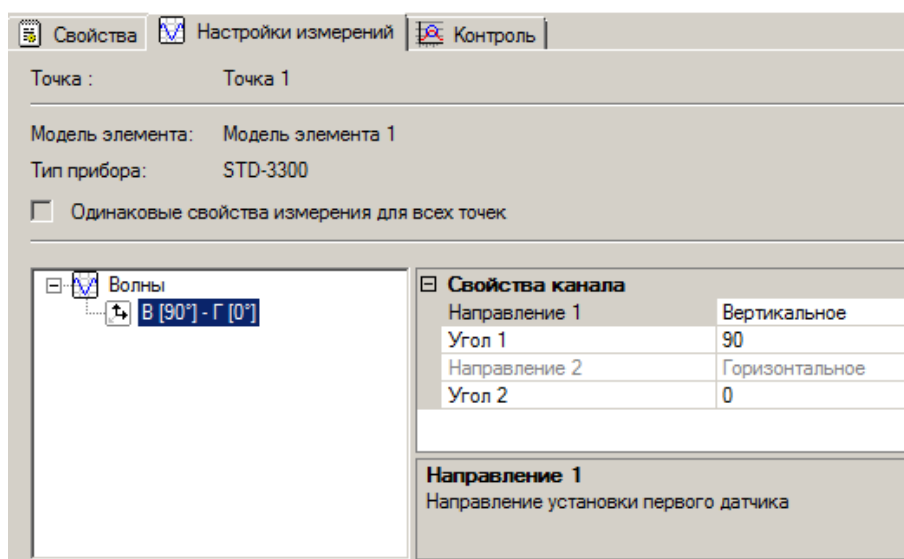 Свойства Настройки измерений Контроль
Точка : Точка 1
Модель элемента: Модель элемента 1
Тип прибора: STD-3300
Одинаковые свойства измерения для всех точек
Волны
В [90°] - Г [0°]
Свойства канала
Направление 1 Вертикальное
Угол 1 90
Направление 2 Горизонтальное
Угол 2 0
Направление 1
Направление установки первого датчика